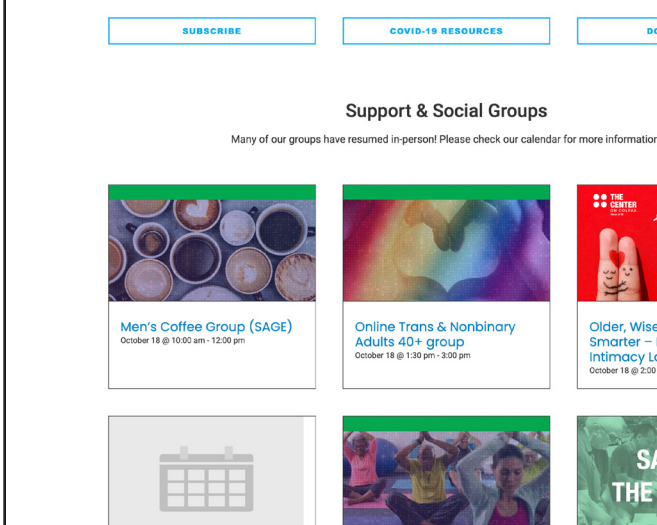 SUBSCRIBE
COVID-19 RESOURCES
Support & Social Groups
Many of our groups have resumed in-person! Please check our calendar for more information
THE
CENTER
ON COLFAX
Men's Coffee Group (SAGE)
October 18 @ 10:00 am - 12:00 pm
Online Trans & Nonbinary
Adults 40+ group
October 18 @ 1:30 pm - 3:00 pm
Older, Wise
Smarter –
Intimacy
October 18 @ 2:00
THE